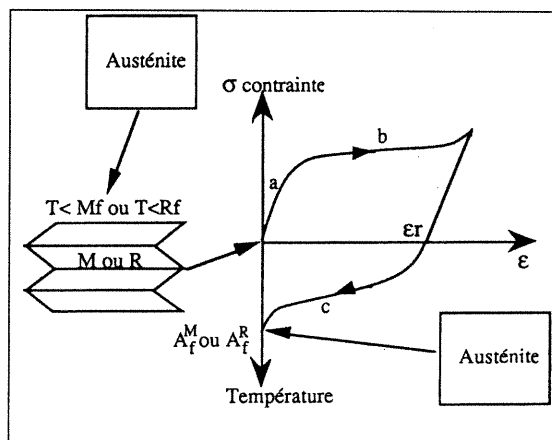 Austénite
σ contrainte
b
a
T< Mf ou T<Rf
M ou R
εr
ε
c
A_f^M ou A_f^R
Austénite
Température